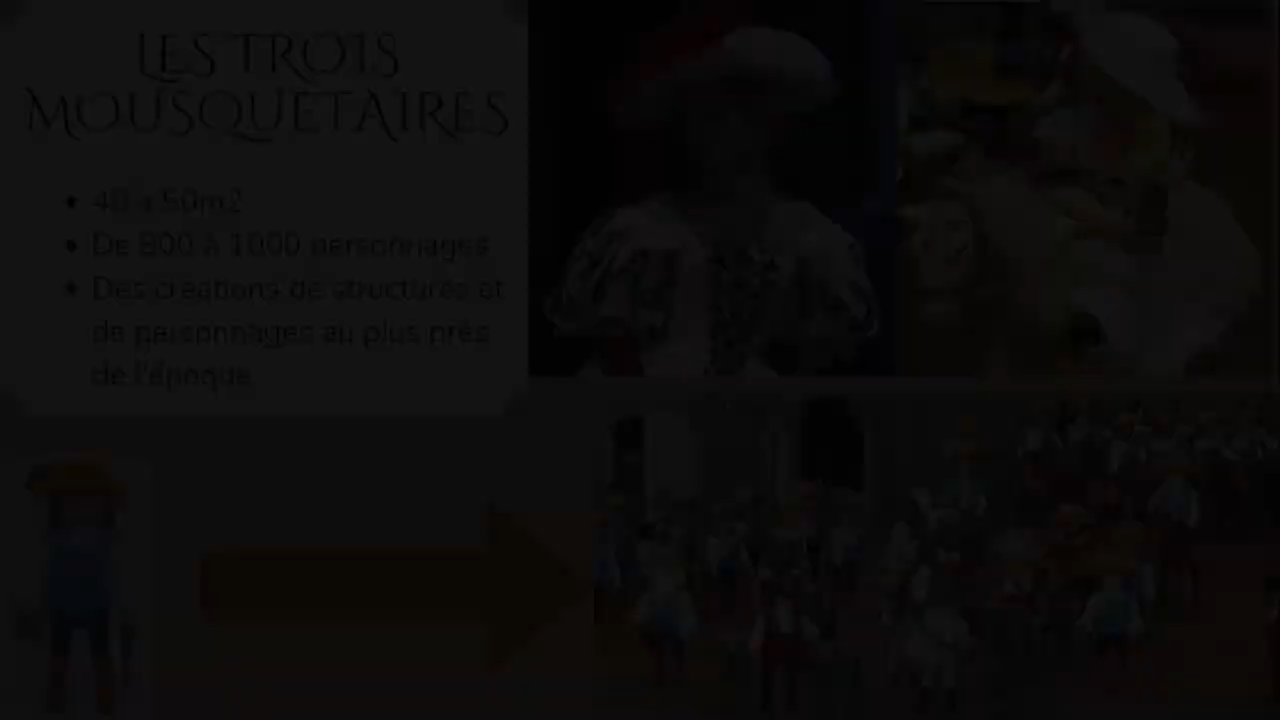 LES TROIS
MOUSQUETAIRES
• 40 à 50m2
• De 800 à 1000 personnages
• Des créations de structures et
de personnages au plus près
de l'époque